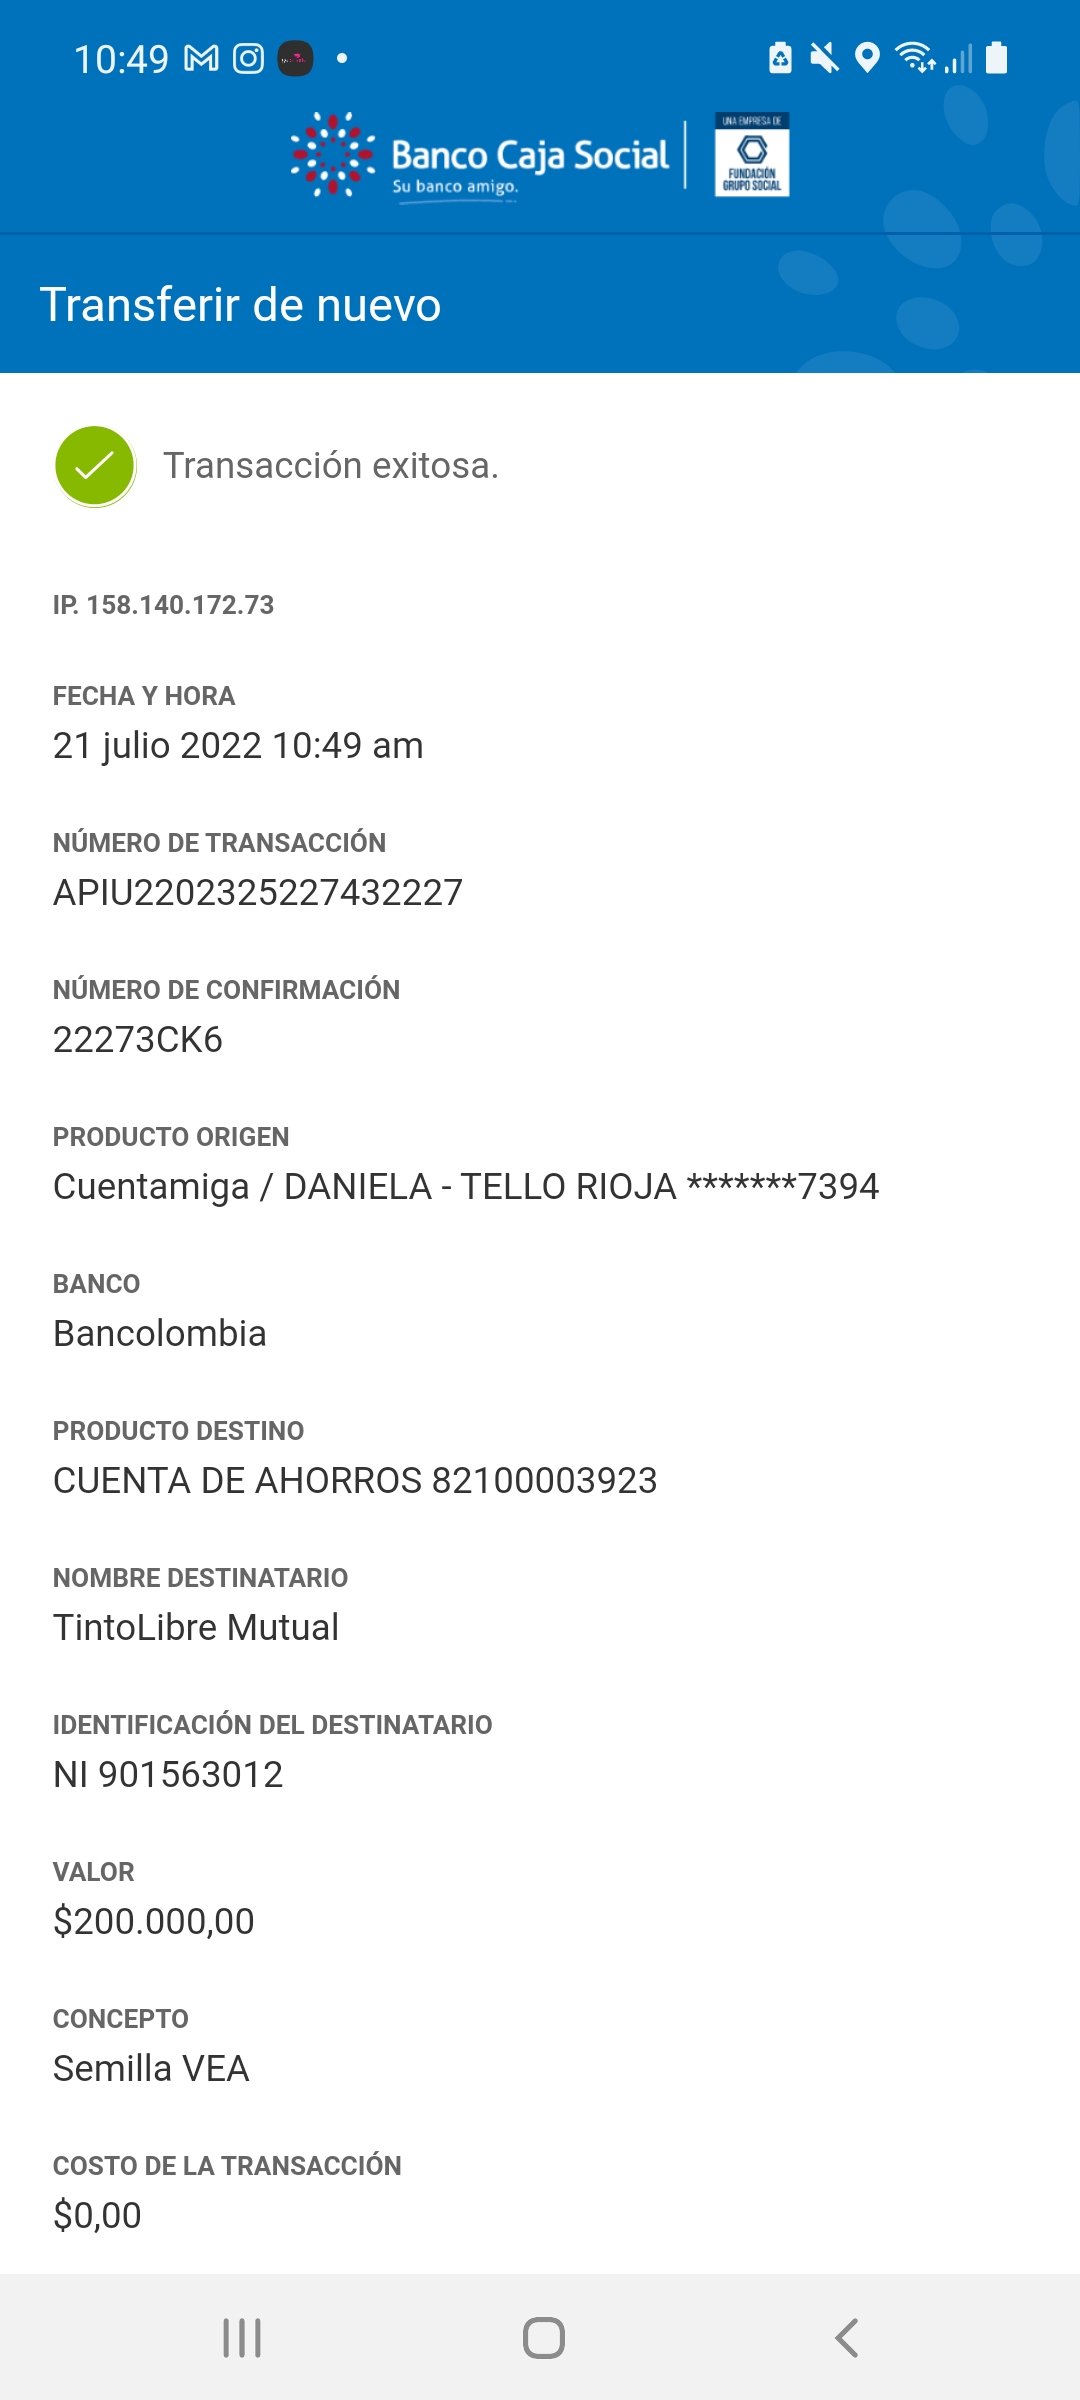 10:49
Banco Caja Social
Su banco amigo.
UNA EMPRESA DE
FUNDACIÓN
GRUPO SOCIAL
Transferir de nuevo
Transacción exitosa.
IP. 158.140.172.73
FECHA Y HORA
21 julio 2022 10:49 am
NÚMERO DE TRANSACCIÓN
APIU2202325227432227
NÚMERO DE CONFIRMACIÓN
22273CK6
PRODUCTO ORIGEN
Cuentamiga / DANIELA - TELLO RIOJA *******7394
BANCO
Bancolombia
PRODUCTO DESTINO
CUENTA DE AHORROS 82100003923
NOMBRE DESTINATARIO
TintoLibre Mutual
IDENTIFICACIÓN DEL DESTINATARIO
NI 901563012
VALOR
$200.000,00
CONCEPTO
Semilla VEA
COSTO DE LA TRANSACCIÓN
$0,00